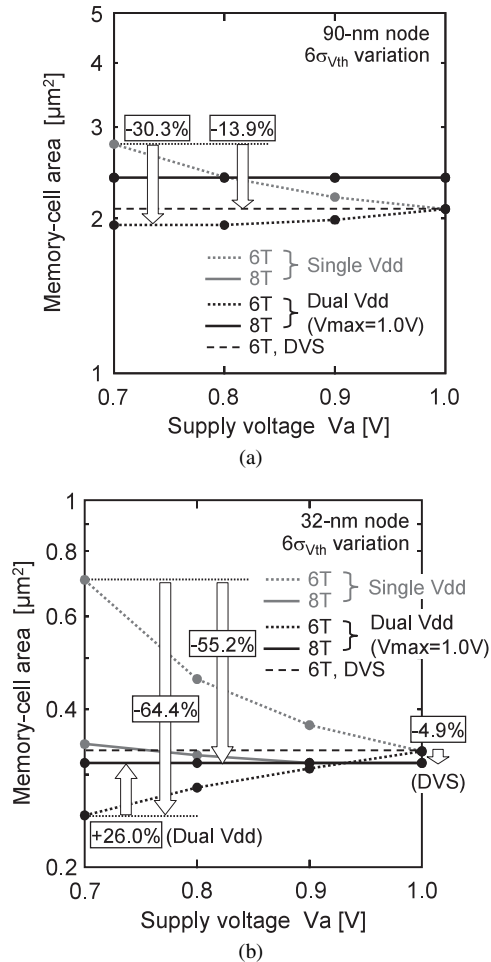 5
3
2
1
Memory-cell area [μm²]
90-nm node
6σVth variation
-30.3%
-13.9%
6T
8T
Single Vdd
6T
8T
Dual Vdd
(Vmax=1.0V)
6T, DVS
0.7 0.8 0.9 1.0
Supply voltage Va [V]
(a)
1
0.6
0.4
0.2
Memory-cell area [μm²]
32-nm node
6σVth variation
6T
8T
Single Vdd
6T
8T
Dual Vdd
(Vmax=1.0V)
6T, DVS
-55.2%
-64.4%
-4.9%
(DVS)
+26.0% (Dual Vdd)
0.7 0.8 0.9 1.0
Supply voltage Va [V]
(b)